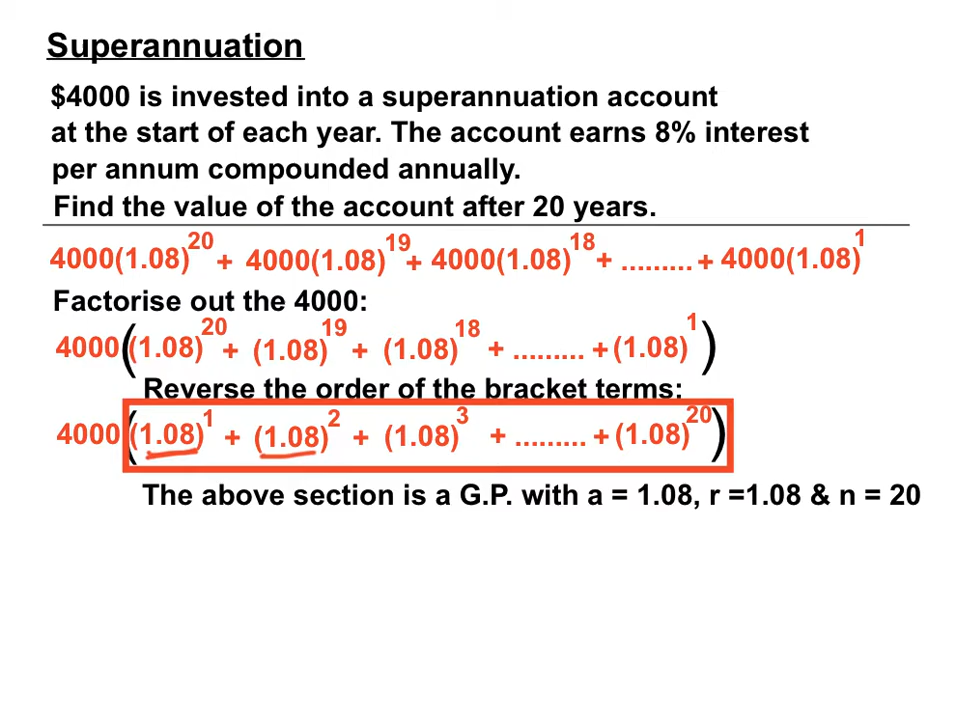 Superannuation
$4000 is invested into a superannuation account
at the start of each year. The account earns 8% interest
per annum compounded annually.
Find the value of the account after 20 years.
4000(1.08)^20 + 4000(1.08)^19 + 4000(1.08)^18 + ......... + 4000(1.08)^1
Factorise out the 4000:
4000((1.08)^20 + (1.08)^19 + (1.08)^18 + ......... + (1.08)^1)
Reverse the order of the bracket terms:
4000((1.08)^1 + (1.08)^2 + (1.08)^3 + ......... + (1.08)^20)
The above section is a G.P. with a = 1.08, r =1.08 & n = 20